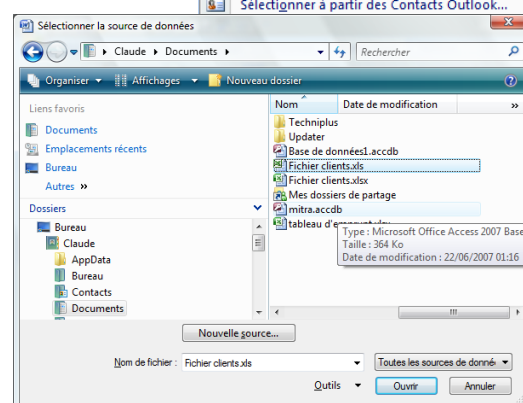 Sélectionner à partir des Contacts Outlook...
Sélectionner la source de données
Claude Documents
Rechercher
Organiser Affichages Nouveau dossier
Liens favoris
Documents
Emplacements récents
Bureau
Autres »
Dossiers
Bureau
Claude
AppData
Bureau
Contacts
Documents
Nom Date de modification »
Techniplus
Updater
Base de données1.accdb
Fichier clients.xls
Fichier clients.xlsx
Mes dossiers de partage
mitra.accdb
tableau
Type : Microsoft Office Access 2007 Base
Taille : 364 Ko
Date de modification : 22/06/2007 01:16
Nouvelle source...
Nom de fichier : Fichier clients.xls
Toutes les sources de donné
Outils Ouvrir Annuler